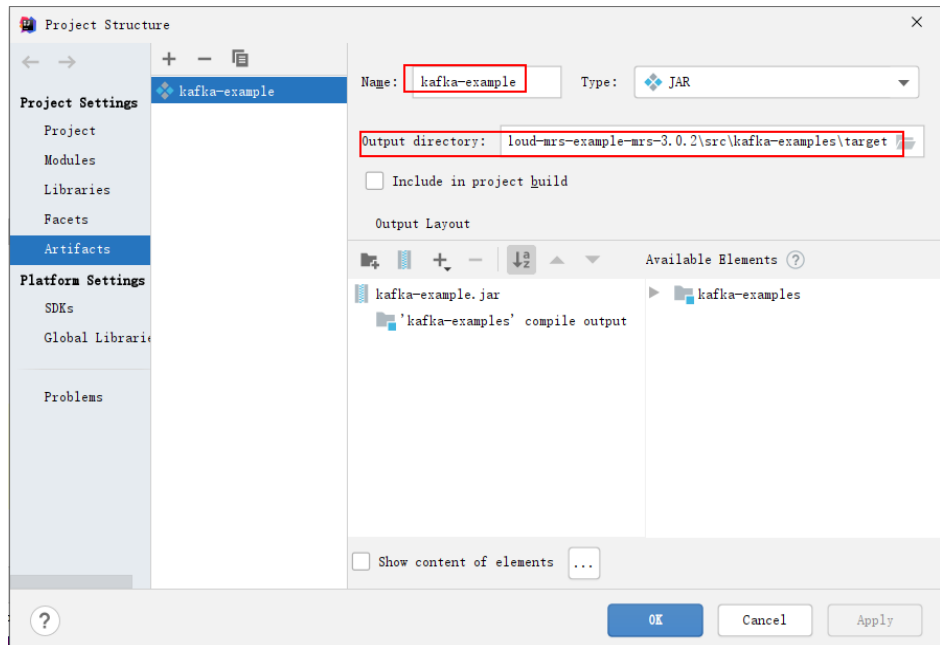 Project Structure
Project Settings
Project
Modules
Libraries
Facets
Artifacts
Platform Settings
SDKs
Global Librarie
Problems
kafka-example
Name: kafka-example Type: JAR
Output directory: loud-mrs-example-mrs-3.0.2\src\kafka-examples\target
Include in project build
Output Layout
Available Elements ?
kafka-example.jar
'kafka-examples' compile output
kafka-examples
Show content of elements ...
? OK Cancel Apply